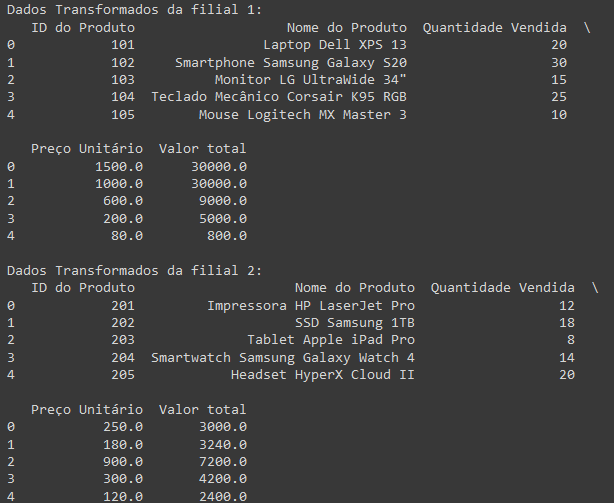 Dados Transformados da filial 1:
   ID do Produto                   Nome do Produto  Quantidade Vendida  \
0            101                Laptop Dell XPS 13                  20
1            102     Smartphone Samsung Galaxy S20                  30
2            103          Monitor LG UltraWide 34"                  15
3            104  Teclado Mecânico Corsair K95 RGB                  25
4            105        Mouse Logitech MX Master 3                  10
   Preço Unitário  Valor total
0          1500.0      30000.0
1          1000.0      30000.0
2           600.0       9000.0
3           200.0       5000.0
4            80.0        800.0
Dados Transformados da filial 2:
   ID do Produto                    Nome do Produto  Quantidade Vendida  \
0            201         Impressora HP LaserJet Pro                  12
1            202                    SSD Samsung 1TB                  18
2            203              Tablet Apple iPad Pro                   8
3            204  Smartwatch Samsung Galaxy Watch 4                  14
4            205            Headset HyperX Cloud II                  20
   Preço Unitário  Valor total
0           250.0       3000.0
1           180.0       3240.0
2           900.0       7200.0
3           300.0       4200.0
4           120.0       2400.0